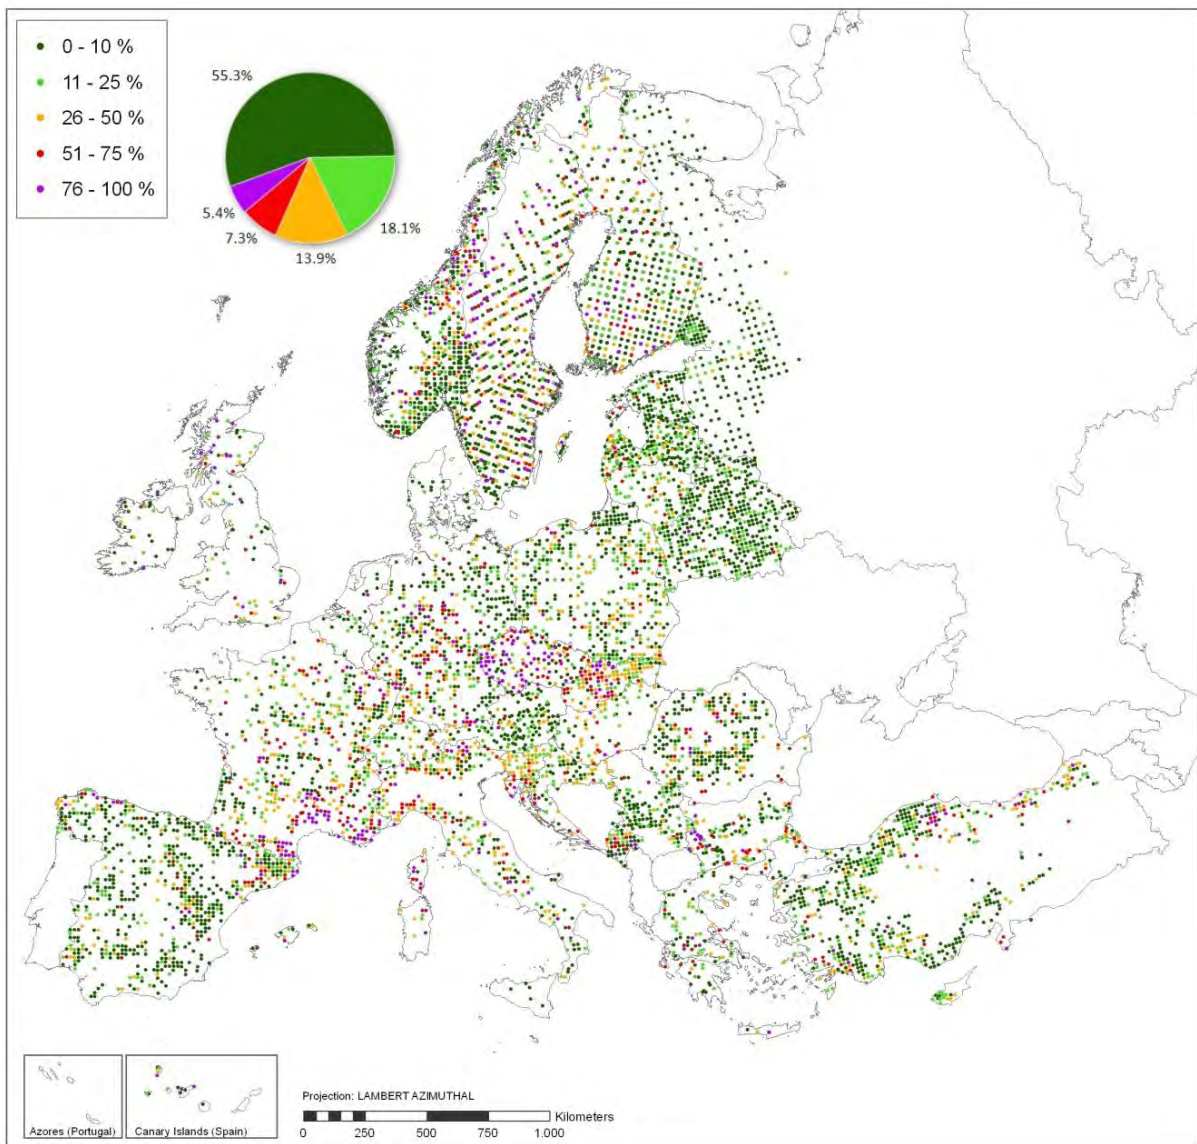 0 - 10 %
11 - 25 %
26 - 50 %
51 - 75 %
76 - 100 %
55.3%
5.4%
7.3%
13.9%
18.1%
Projection: LAMBERT AZIMUTHAL
Kilometers
0 250 500 750 1.000
Azores (Portugal)
Canary Islands (Spain)